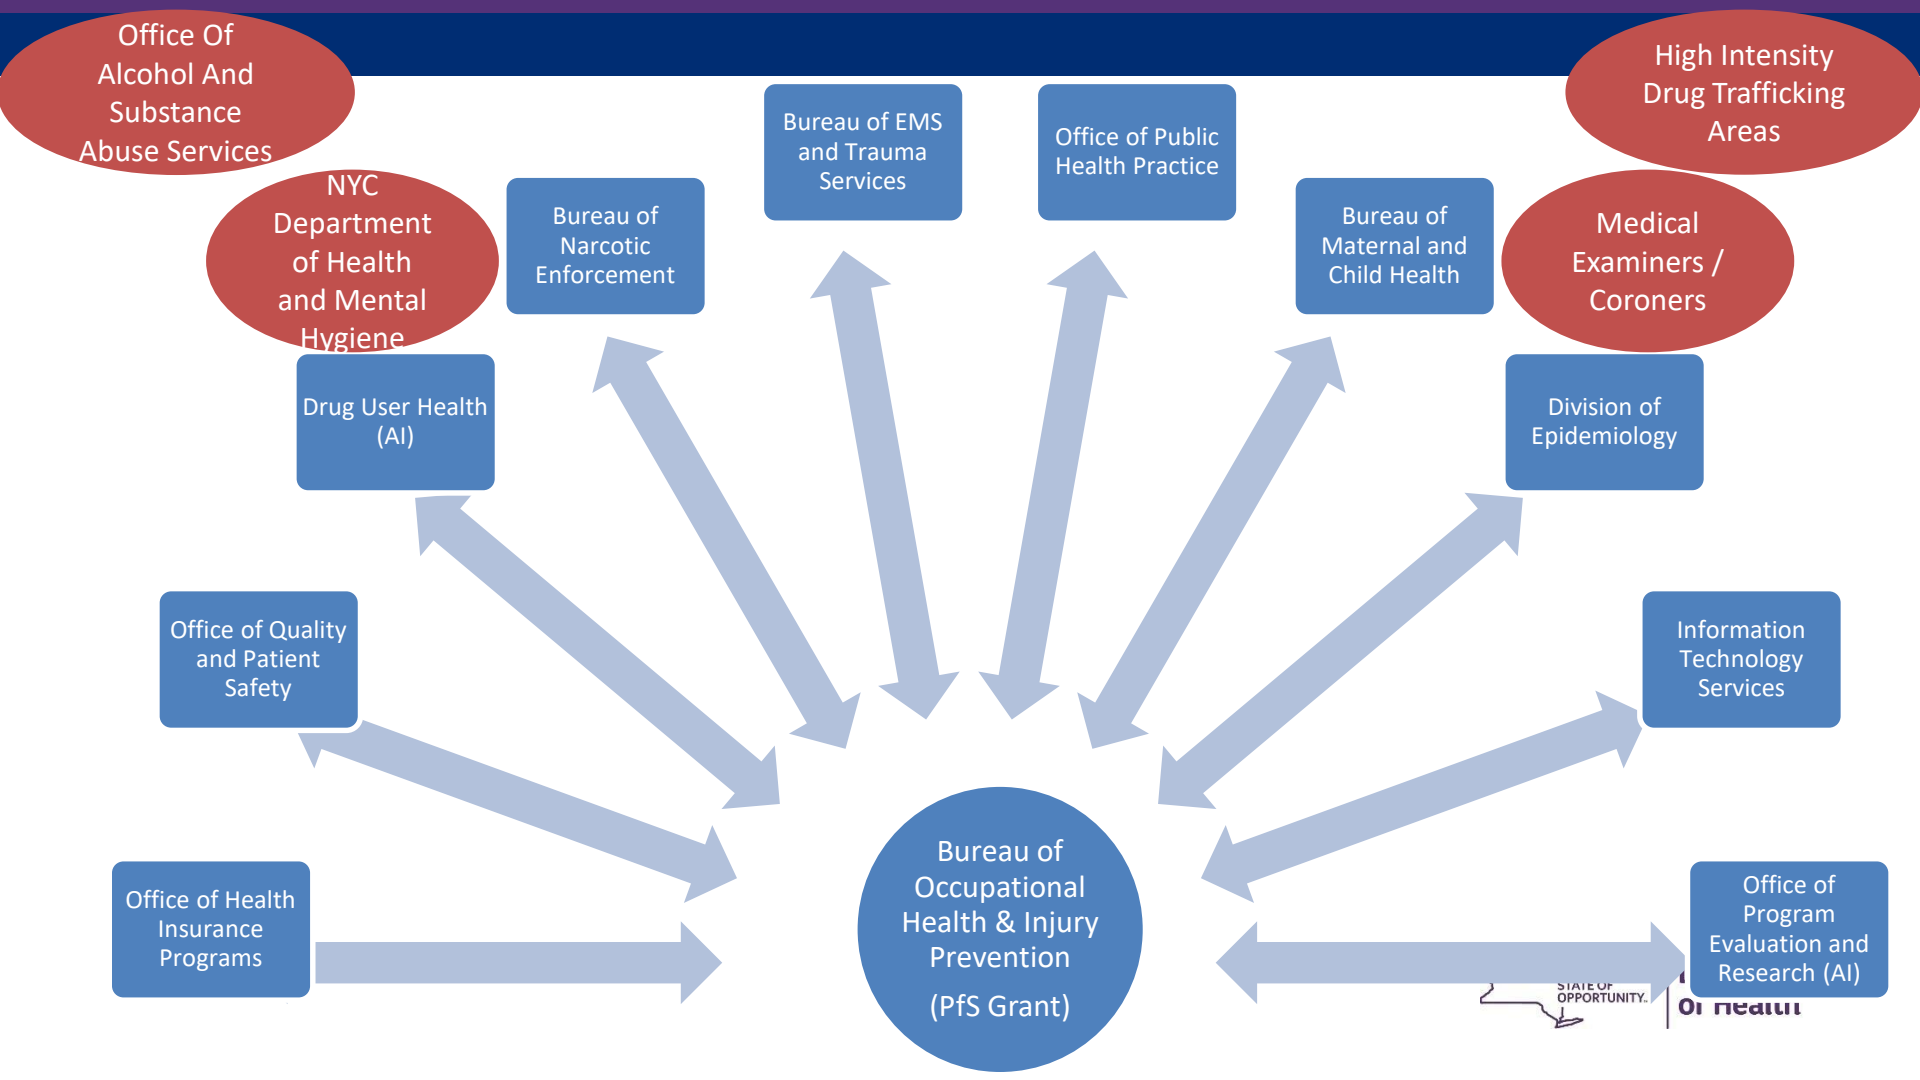 Office Of
Alcohol And
Substance
Abuse Services
High Intensity
Drug Trafficking
Areas
NYC
Department
of Health
and Mental
Hygiene
Bureau of
Narcotic
Enforcement
Bureau of EMS
and Trauma
Services
Office of Public
Health Practice
Bureau of
Maternal and
Child Health
Medical
Examiners /
Coroners
Drug User Health
(AI)
Division of
Epidemiology
Office of Quality
and Patient
Safety
Information
Technology
Services
Office of Health
Insurance
Programs
Bureau of
Occupational
Health & Injury
Prevention
(PfS Grant)
Office of
Program
Evaluation and
Research (AI)
STATE OF
OPPORTUNITY.
of Health